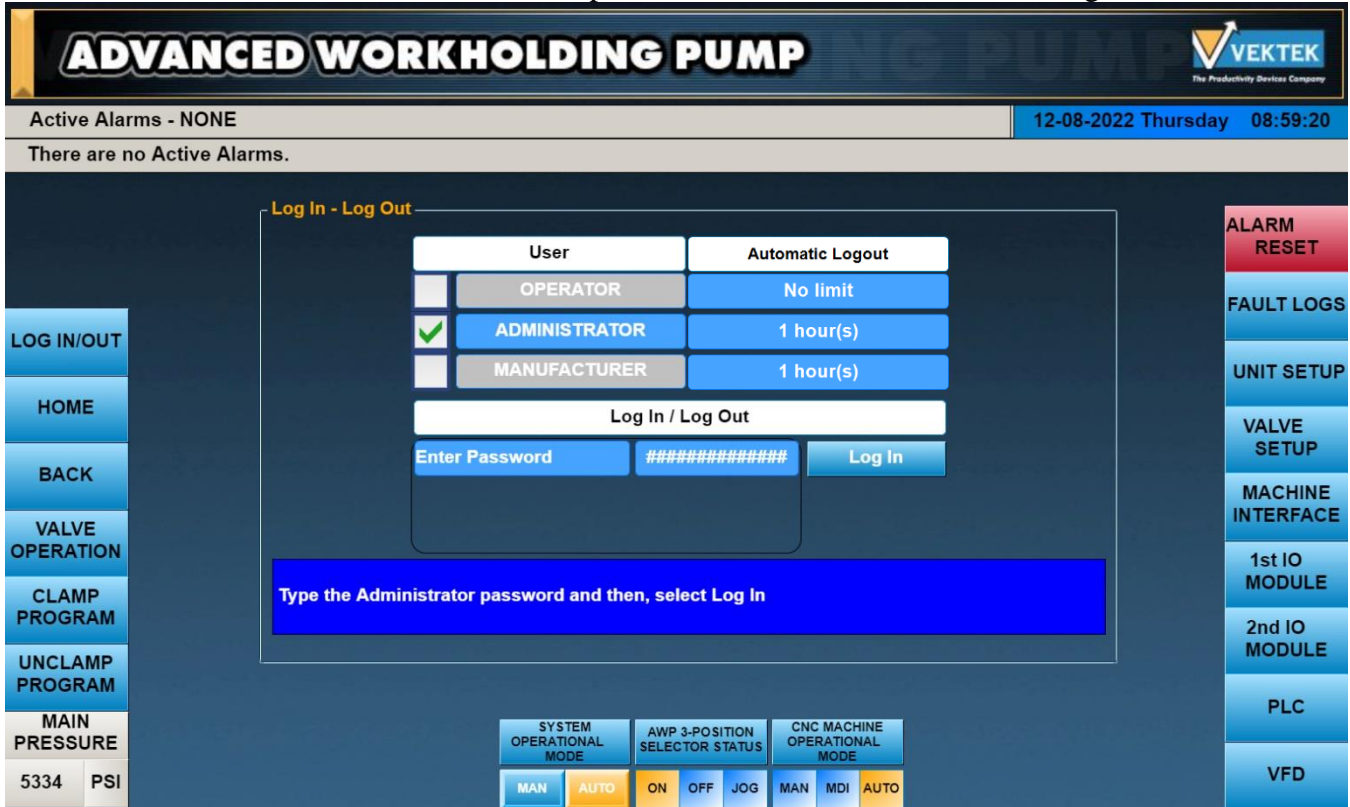 ADVANCED WORKHOLDING PUMP
VEKTEK
The Productivity Devices Company
Active Alarms - NONE
12-08-2022 Thursday 08:59:20
There are no Active Alarms.
Log In - Log Out
User
Automatic Logout
OPERATOR
No limit
ADMINISTRATOR
1 hour(s)
MANUFACTURER
1 hour(s)
Log In / Log Out
Enter Password
##############
Log In
Type the Administrator password and then, select Log In
LOG IN/OUT
HOME
BACK
VALVE
OPERATION
CLAMP
PROGRAM
UNCLAMP
PROGRAM
MAIN
PRESSURE
5334 PSI
SYSTEM
OPERATIONAL
MODE
MAN AUTO
AWP 3-POSITION
SELECTOR STATUS
ON OFF JOG
CNC MACHINE
OPERATIONAL
MODE
MAN MDI AUTO
ALARM
RESET
FAULT LOGS
UNIT SETUP
VALVE
SETUP
MACHINE
INTERFACE
1st IO
MODULE
2nd IO
MODULE
PLC
VFD